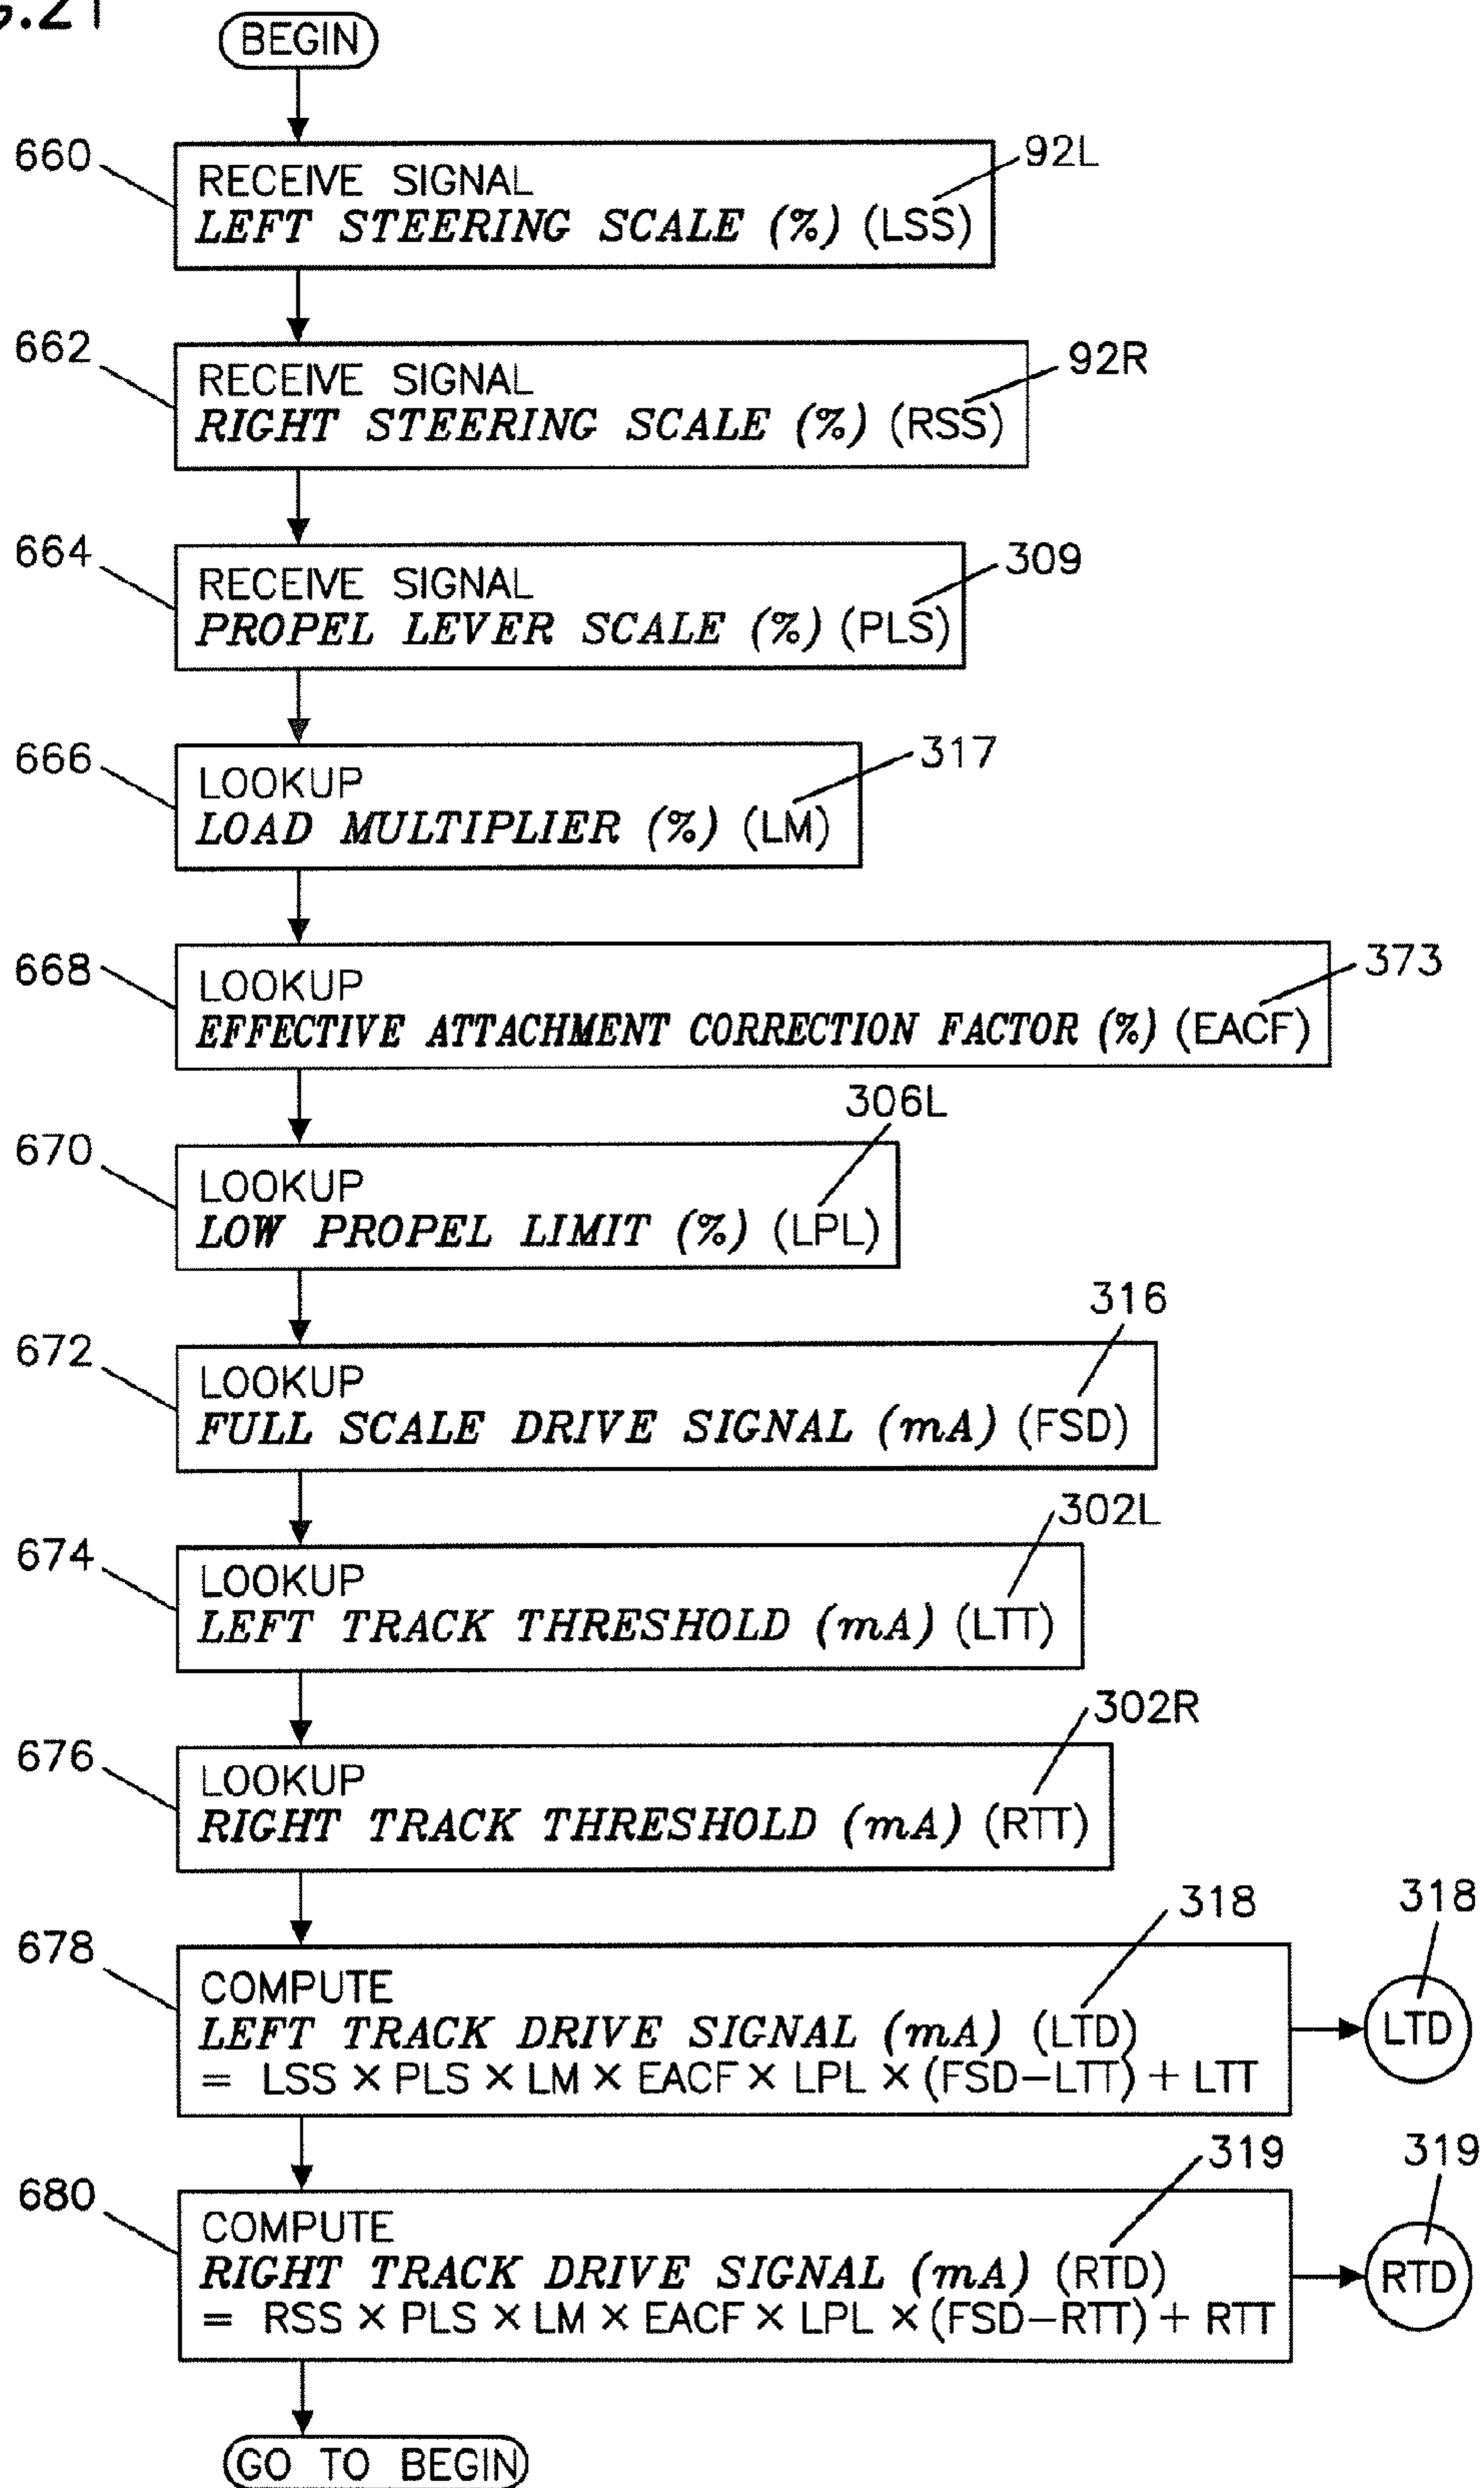 G.21
BEGIN
660
92L
RECEIVE SIGNAL
LEFT STEERING SCALE (%) (LSS)
662
92R
RECEIVE SIGNAL
RIGHT STEERING SCALE (%) (RSS)
664
309
RECEIVE SIGNAL
PROPEL LEVER SCALE (%) (PLS)
666
317
LOOKUP
LOAD MULTIPLIER (%) (LM)
668
373
LOOKUP
EFFECTIVE ATTACHMENT CORRECTION FACTOR (%) (EACF)
306L
670
LOOKUP
LOW PROPEL LIMIT (%) (LPL)
316
672
LOOKUP
FULL SCALE DRIVE SIGNAL (mA) (FSD)
302L
674
LOOKUP
LEFT TRACK THRESHOLD (mA) (LTT)
302R
676
LOOKUP
RIGHT TRACK THRESHOLD (mA) (RTT)
318
318
678
COMPUTE
LEFT TRACK DRIVE SIGNAL (mA) (LTD)
= LSS × PLS × LM × EACF × LPL × (FSD-LTT) + LTT
LTD
319
319
680
COMPUTE
RIGHT TRACK DRIVE SIGNAL (mA) (RTD)
= RSS × PLS × LM × EACF × LPL × (FSD-RTT) + RTT
RTD
GO TO BEGIN